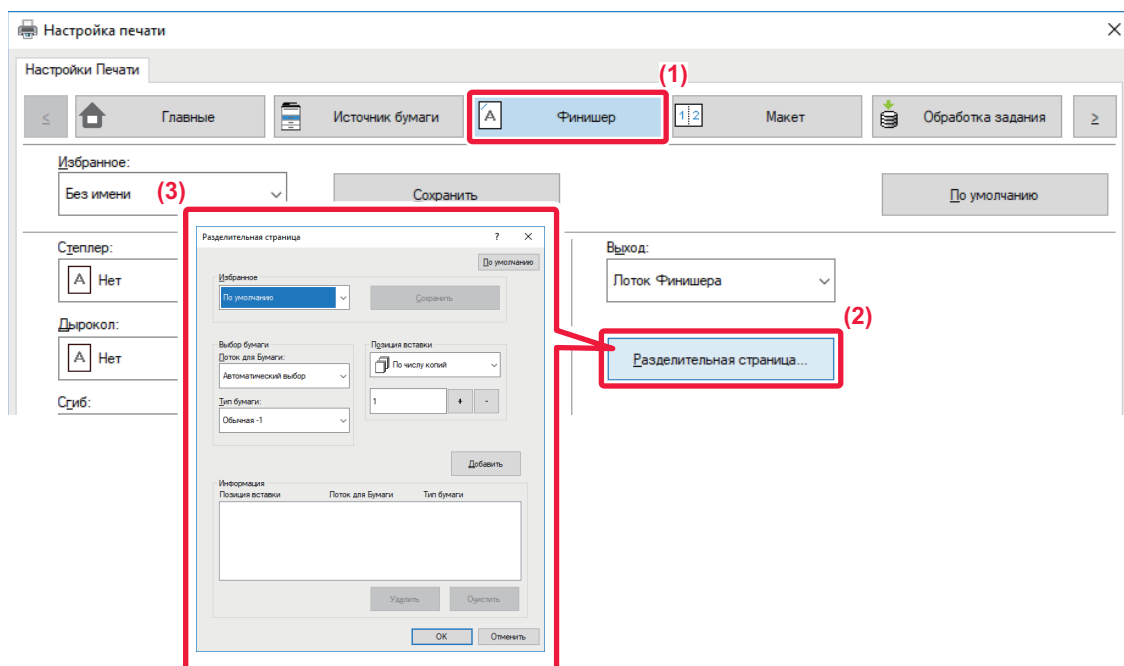 Настройка печати
Настройки Печати
(1)
≤ Главные Источник бумаги A Финишер 1 2 Макет Обработка задания ≥
Избранное:
Без имени (3) Сохранить По умолчанию
Степлер:
A Нет
Дырокол:
A Нет
Сгиб:
Разделительная страница ? ×
По умолчанию
Избранное
По умолчанию Сохранить
Выбор бумаги Позиция вставки
Поток для Бумаги:
По числу копий
Автоматический выбор
Тип бумаги:
1 + -
Обычная -1
Добавить
Информация
Позиция вставки Поток для Бумаги Тип бумаги
Удалить Очистить
OK Отменить
Выход:
Поток Финишера
(2)
Разделительная страница...